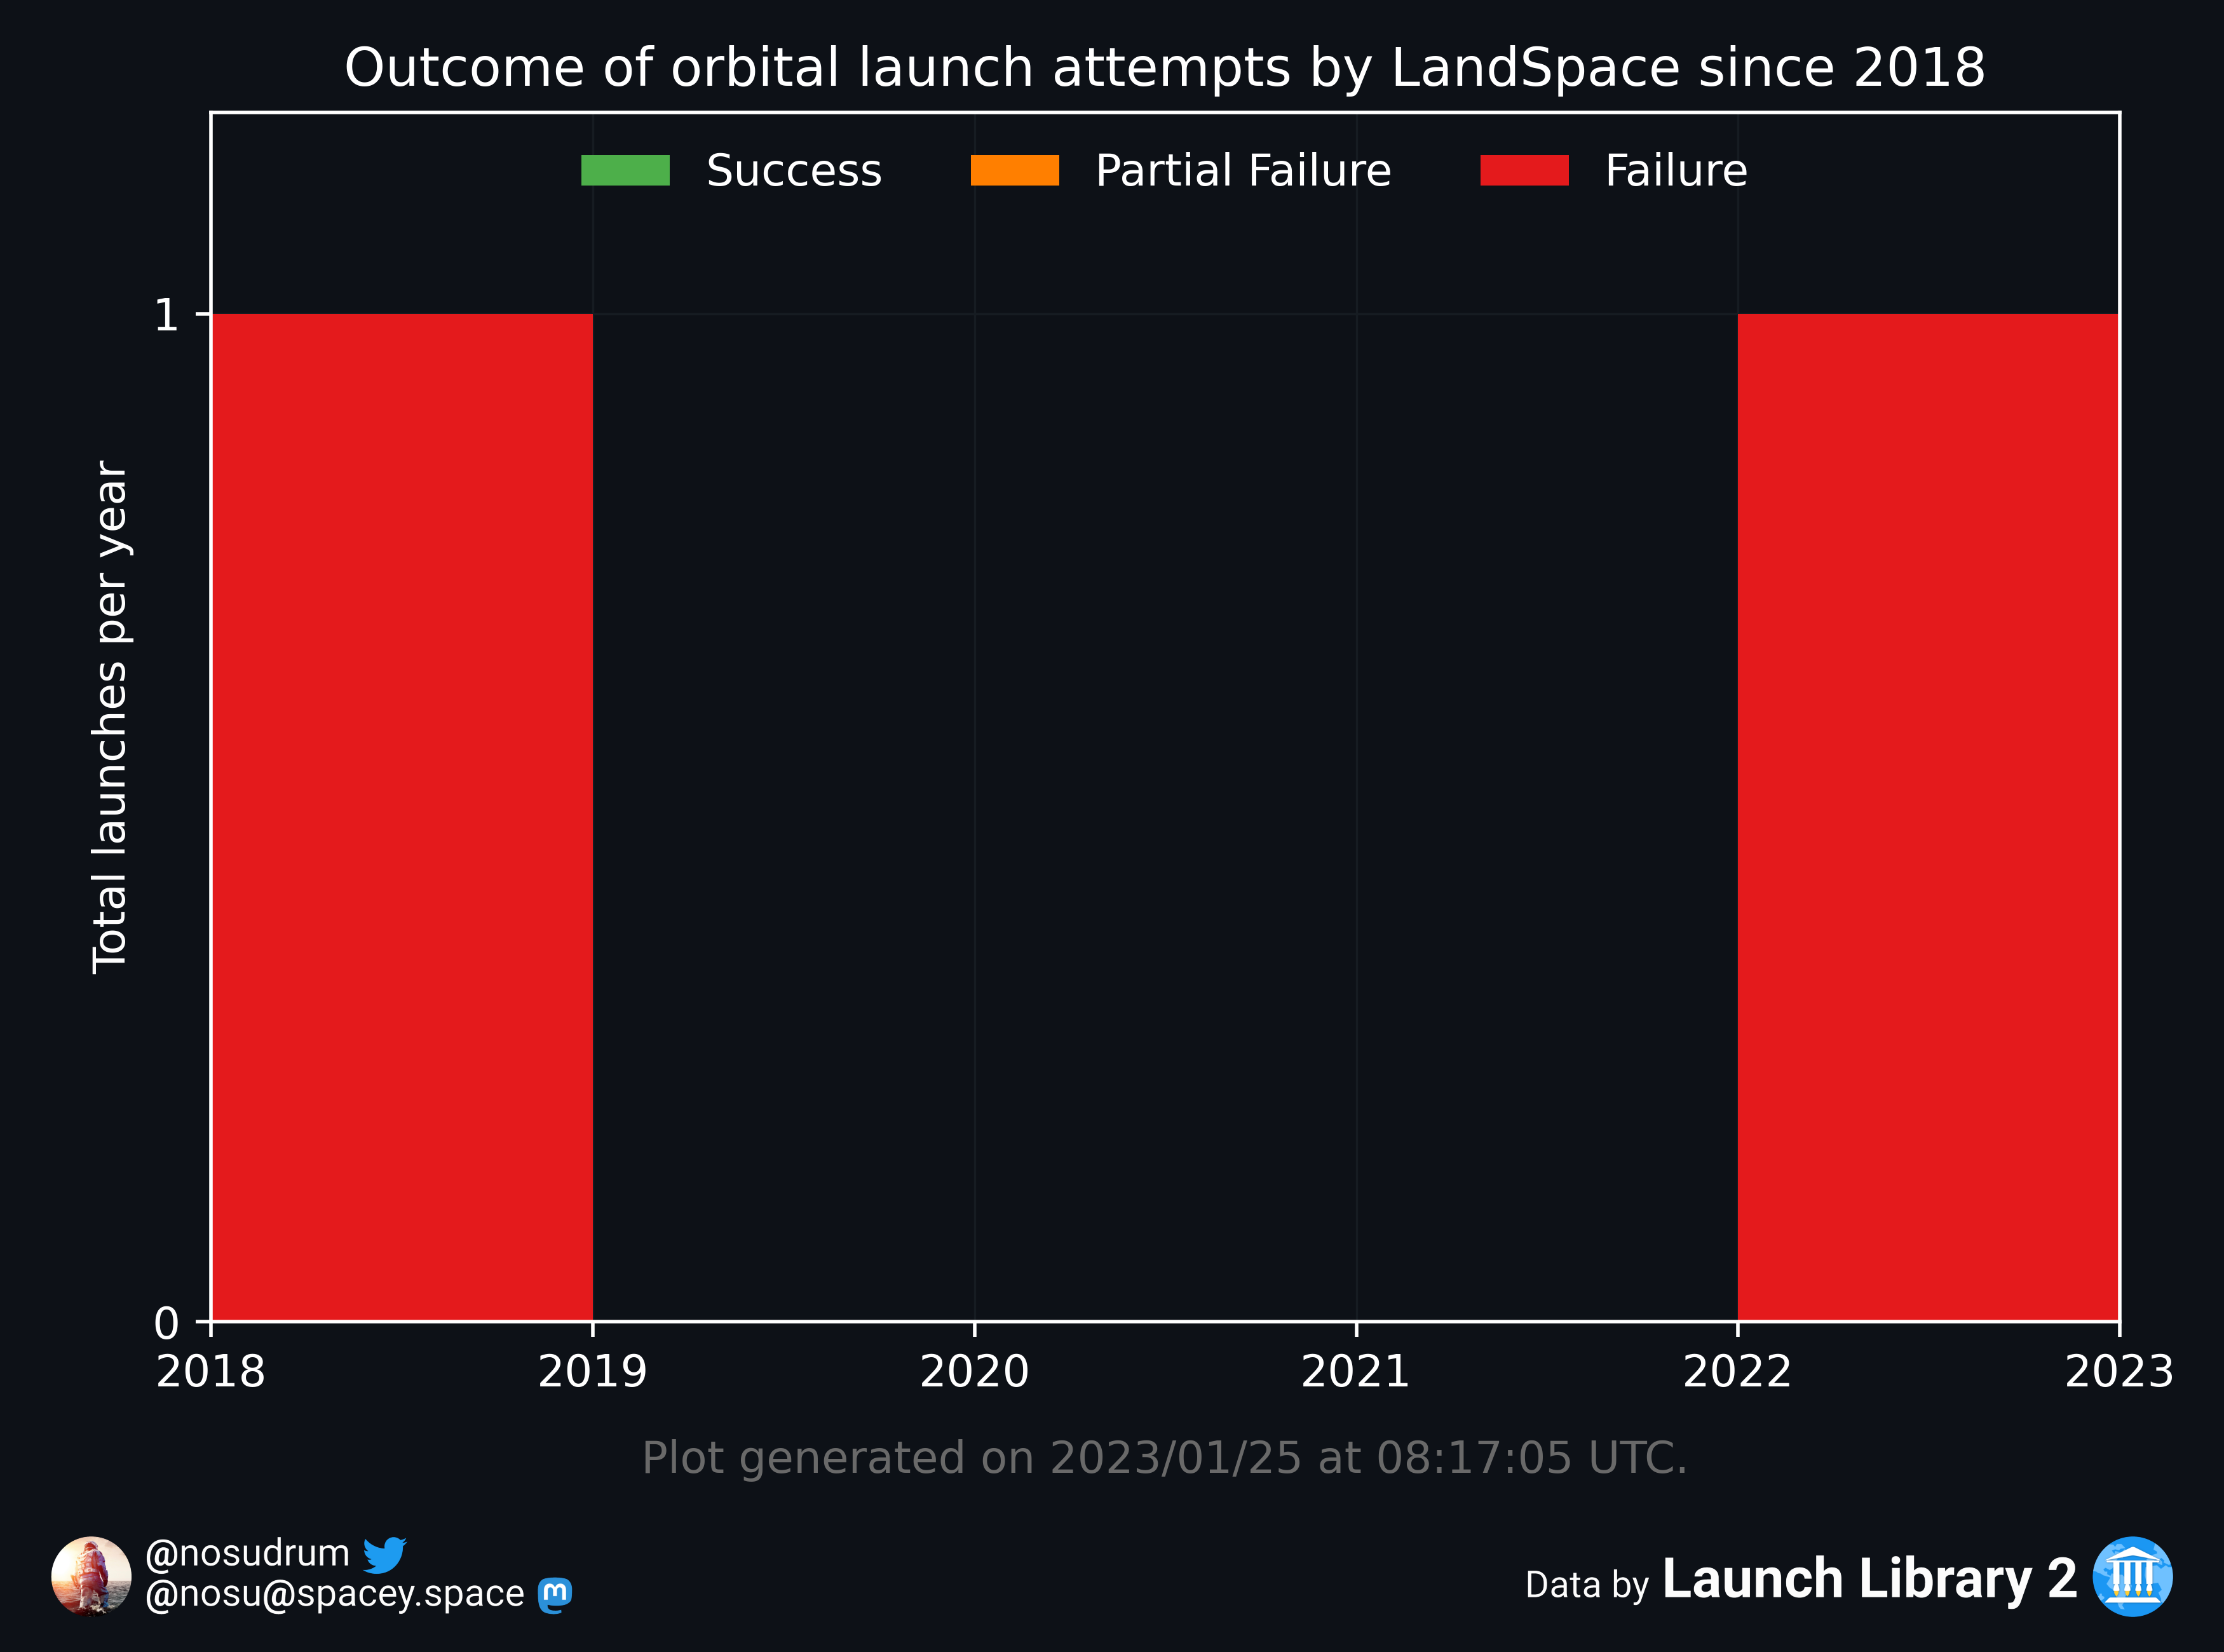 Outcome of orbital launch attempts by LandSpace since 2018
Success Partial Failure Failure
Total launches per year
1
0
2018 2019 2020 2021 2022 2023
Plot generated on 2023/01/25 at 08:17:05 UTC.
@nosudrum
@nosu@spacey.space
Data by Launch Library 2